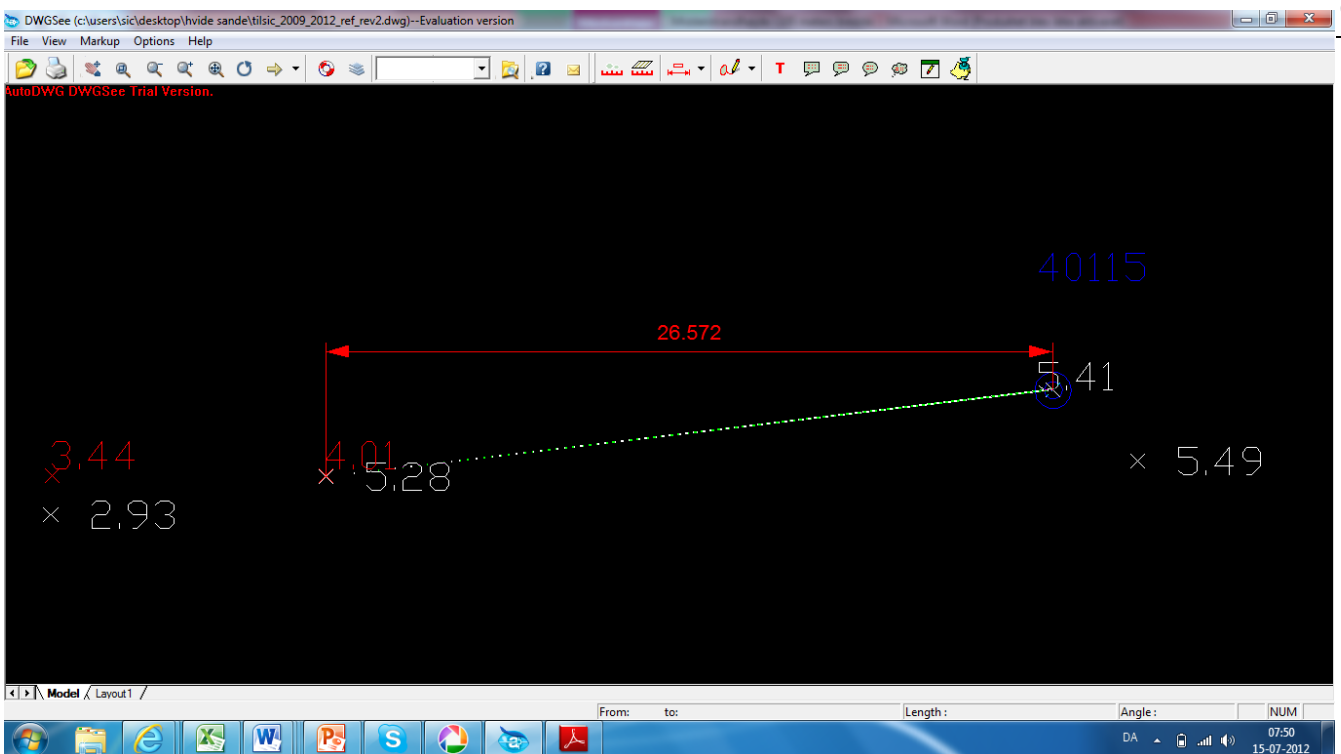 DWGSee (c:\users\sic\desktop\hvide sande\tilsic_2009_2012_ref_rev2.dwg)--Evaluation version
File View Markup Options Help
T
AutoDWG DWGSee Trial Version.
40115
26.572
5,41
3,44
4,01
5,28
5,49
2,93
Model Layout1
From: to: Length : Angle : NUM
DA 07:50
15-07-2012